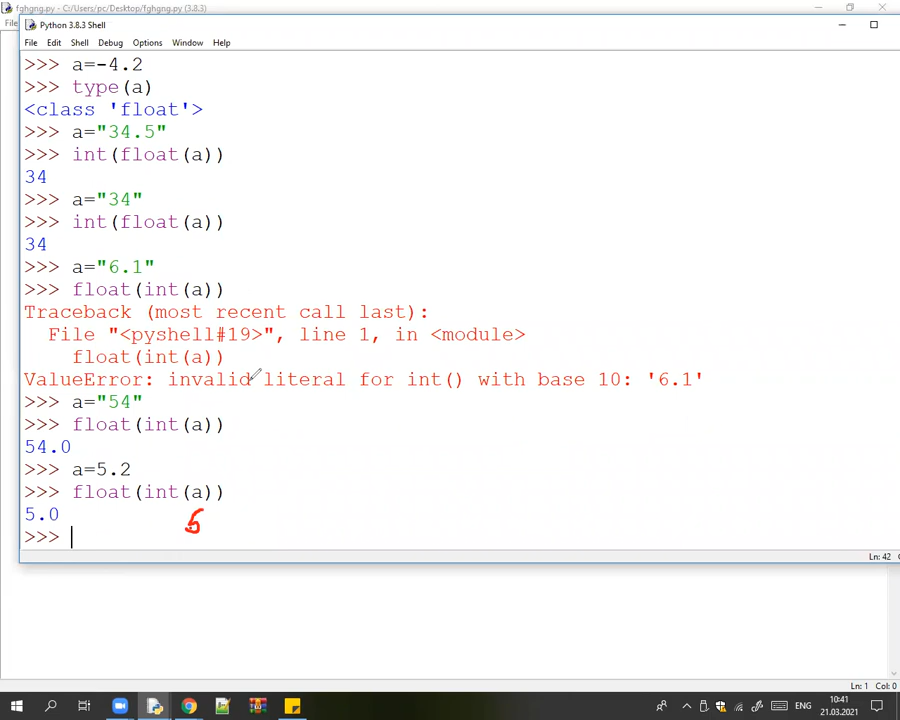 fghgng.py - C:/Users/pc/Desktop/fghgng.py (3.8.3)
File
Python 3.8.3 Shell
File Edit Shell Debug Options Window Help
>>> a=-4.2
>>> type(a)
<class 'float'>
>>> a="34.5"
>>> int(float(a))
34
>>> a="34"
>>> int(float(a))
34
>>> a="6.1"
>>> float(int(a))
Traceback (most recent call last):
  File "<pyshell#19>", line 1, in <module>
    float(int(a))
ValueError: invalid literal for int() with base 10: '6.1'
>>> a="54"
>>> float(int(a))
54.0
>>> a=5.2
>>> float(int(a))
5.0
5
>>>
Ln: 42
Ln: 1 Col: 0
ENG
10:41
21.03.2021